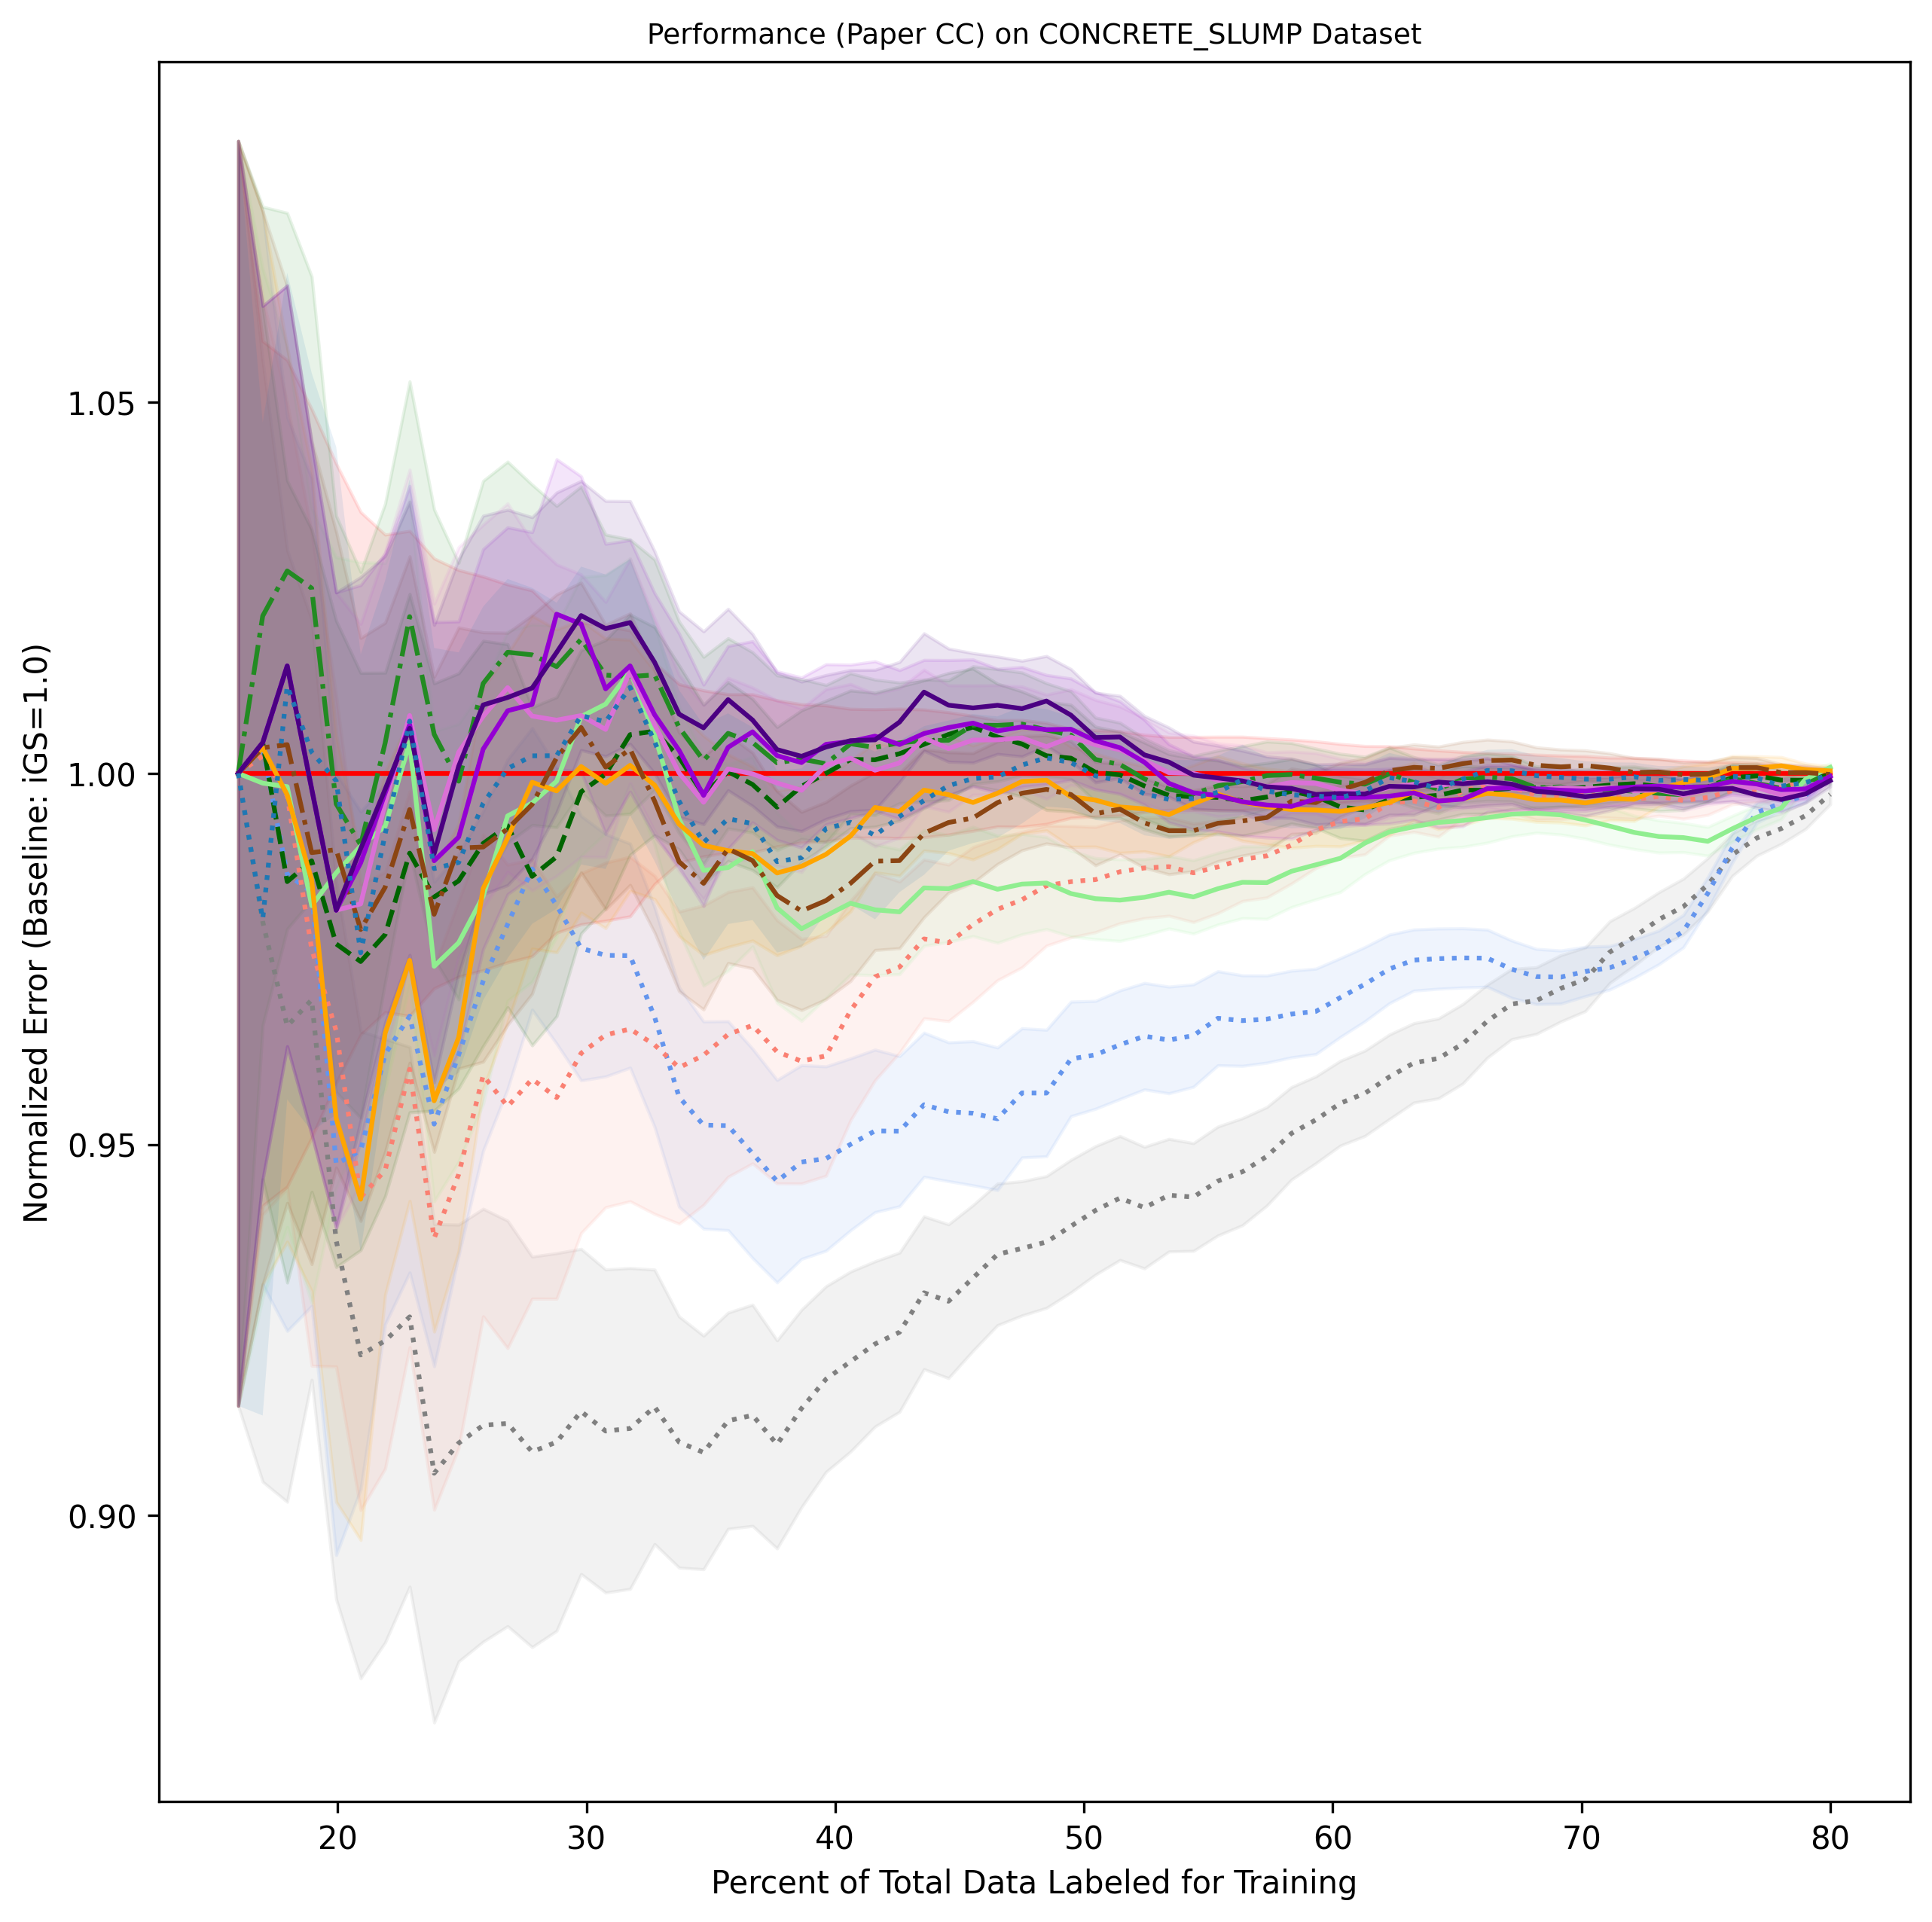 Performance (Paper CC) on CONCRETE_SLUMP Dataset
Normalized Error (Baseline: iGS=1.0)
1.05
1.00
0.95
0.90
20 30 40 50 60 70 80
Percent of Total Data Labeled for Training